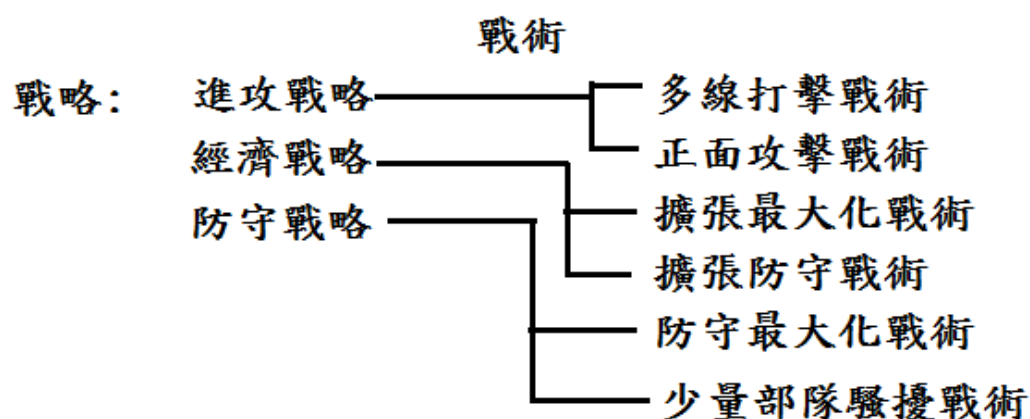 戰術
戰略: 進攻戰略 多線打擊戰術
正面攻擊戰術
經濟戰略
擴張最大化戰術
防守戰略
擴張防守戰術
防守最大化戰術
少量部隊騷擾戰術